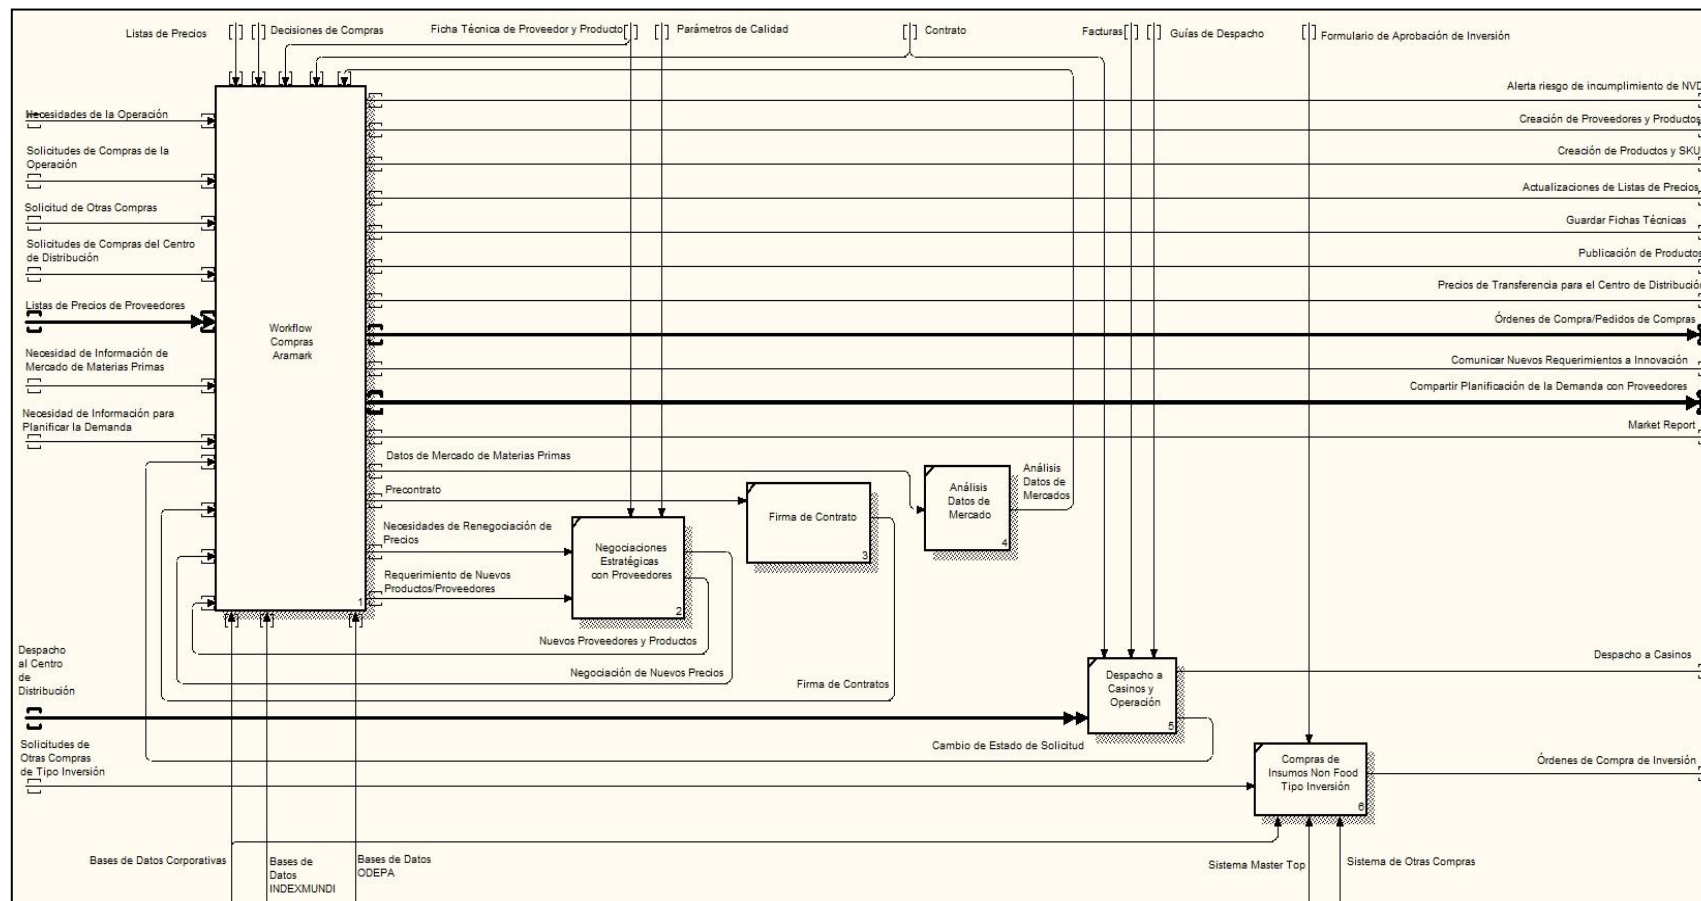 Listas de Precios
Decisiones de Compras
Ficha Técnica de Proveedor y Producto
Parámetros de Calidad
Contrato
Facturas
Guías de Despacho
Formulario de Aprobación de Inversión
Necesidades de la Operación
Solicitudes de Compras de la
Operación
Solicitud de Otras Compras
Solicitudes de Compras del Centro
de Distribución
Listas de Precios de Proveedores
Necesidad de Información de
Mercado de Materias Primas
Necesidad de Información para
Planificar la Demanda
Workflow
Compras
Aramark
1
Alerta riesgo de incumplimiento de NVD
Creación de Proveedores y Productos
Creación de Productos y SKU
Actualizaciones de Listas de Precios
Guardar Fichas Técnicas
Publicación de Productos
Precios de Transferencia para el Centro de Distribución
Órdenes de Compra/Pedidos de Compras
Comunicar Nuevos Requerimientos a Innovación
Compartir Planificación de la Demanda con Proveedores
Market Report
Datos de Mercado de Materias Primas
Precontrato
Necesidades de Renegociación de
Precios
Requerimiento de Nuevos
Productos/Proveedores
Negociaciones
Estratégicas
con Proveedores
2
Firma de Contrato
3
Análisis
Datos de
Mercado
4
Análisis
Datos de
Mercados
Nuevos Proveedores y Productos
Negociación de Nuevos Precios
Firma de Contratos
Despacho
al Centro
de
Distribución
Despacho a
Casinos y
Operación
5
Despacho a Casinos
Cambio de Estado de Solicitud
Solicitudes de
Otras Compras
de Tipo Inversión
Compras de
Insumos Non Food
Tipo Inversión
6
Órdenes de Compra de Inversión
Bases de Datos Corporativas
Bases de
Datos
INDEXMUNDI
Bases de Datos
ODEPA
Sistema Master Top
Sistema de Otras Compras